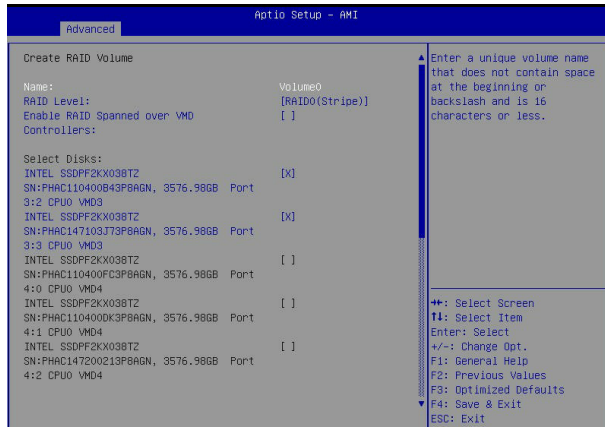 Aptio Setup - AMI
Advanced
Create RAID Volume
Name: Volume0
RAID Level: [RAID0(Stripe)]
Enable RAID Spanned over VMD [ ]
Controllers:
Select Disks:
INTEL SSDPF2KX038TZ [X]
SN:PHAC110400B43P8AGN, 3576.98GB Port
3:2 CPU0 VMD3
INTEL SSDPF2KX038TZ [X]
SN:PHAC147103J73P8AGN, 3576.98GB Port
3:3 CPU0 VMD3
INTEL SSDPF2KX038TZ [ ]
SN:PHAC110400FC3P8AGN, 3576.98GB Port
4:0 CPU0 VMD4
INTEL SSDPF2KX038TZ [ ]
SN:PHAC110400DK3P8AGN, 3576.98GB Port
4:1 CPU0 VMD4
INTEL SSDPF2KX038TZ [ ]
SN:PHAC147200213P8AGN, 3576.98GB Port
4:2 CPU0 VMD4
Enter a unique volume name
that does not contain space
at the beginning or
backslash and is 16
characters or less.
→←: Select Screen
↑↓: Select Item
Enter: Select
+/-: Change Opt.
F1: General Help
F2: Previous Values
F3: Optimized Defaults
F4: Save & Exit
ESC: Exit